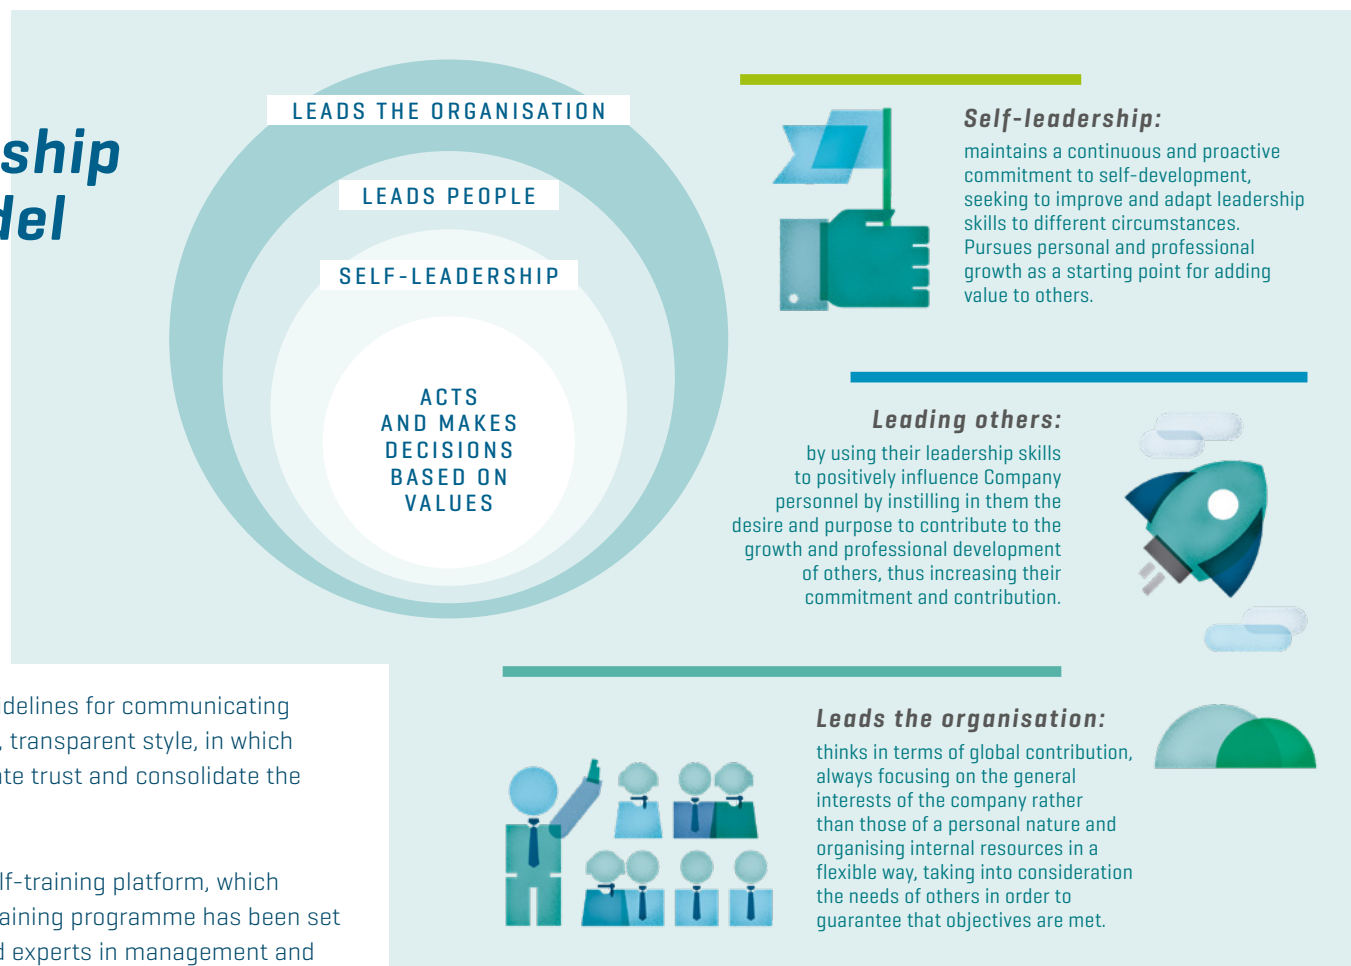 ship
del
LEADS THE ORGANISATION
LEADS PEOPLE
SELF-LEADERSHIP
ACTS
AND MAKES
DECISIONS
BASED ON
VALUES
Self-leadership:
maintains a continuous and proactive
commitment to self-development,
seeking to improve and adapt leadership
skills to different circumstances.
Pursues personal and professional
growth as a starting point for adding
value to others.
Leading others:
by using their leadership skills
to positively influence Company
personnel by instilling in them the
desire and purpose to contribute to the
growth and professional development
of others, thus increasing their
commitment and contribution.
Leads the organisation:
thinks in terms of global contribution,
always focusing on the general
interests of the company rather
than those of a personal nature and
organising internal resources in a
flexible way, taking into consideration
the needs of others in order to
guarantee that objectives are met.
idelines for communicating
, transparent style, in which
ate trust and consolidate the
lf-training platform, which
raining programme has been set
d experts in management and